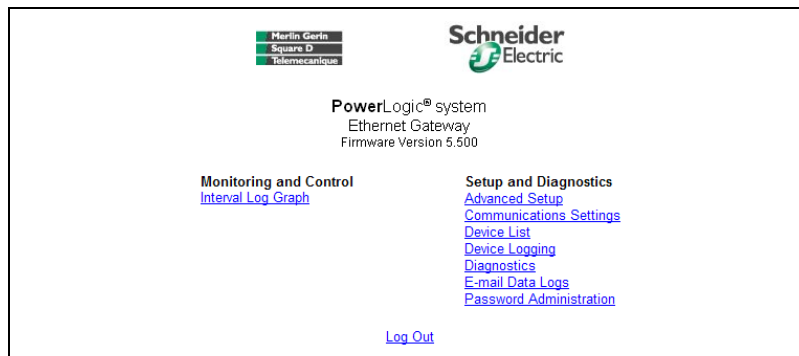 Merlin Gerin
Square D
Telemecanique
Schneider
Electric
PowerLogic® system
Ethernet Gateway
Firmware Version 5.500
Monitoring and Control
Interval Log Graph
Setup and Diagnostics
Advanced Setup
Communications Settings
Device List
Device Logging
Diagnostics
E-mail Data Logs
Password Administration
Log Out